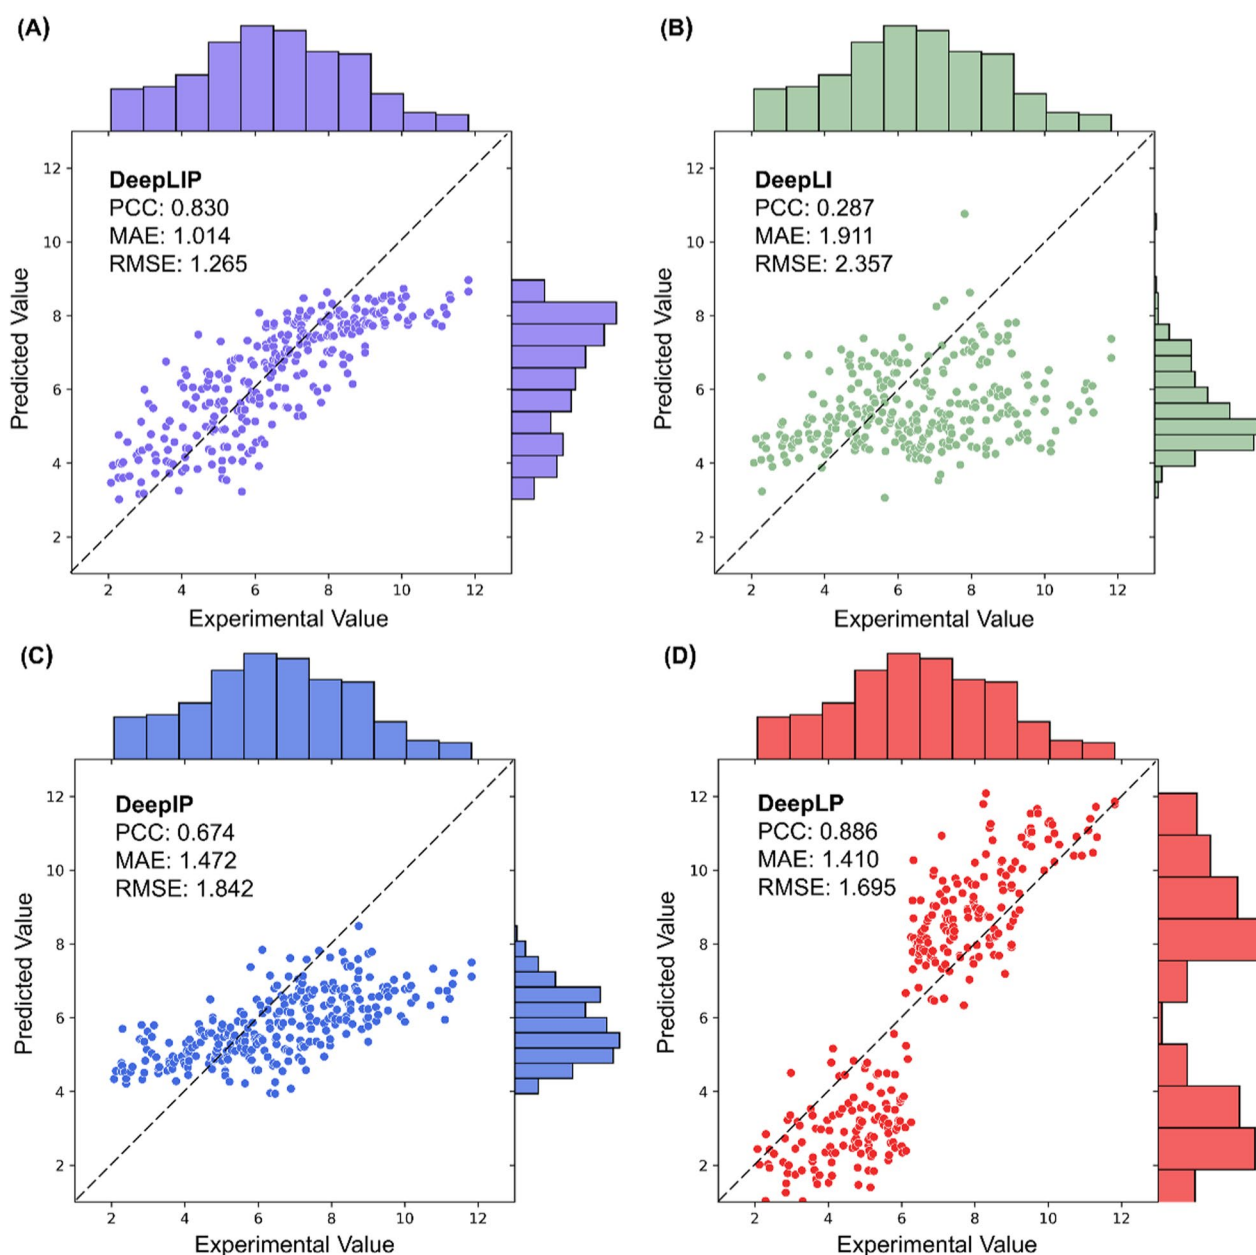 (A)
DeepLIP
PCC: 0.830
MAE: 1.014
RMSE: 1.265
12
10
8
6
4
2
Predicted Value
2 4 6 8 10 12
Experimental Value
(B)
DeepLI
PCC: 0.287
MAE: 1.911
RMSE: 2.357
12
10
8
6
4
2
Predicted Value
2 4 6 8 10 12
Experimental Value
(C)
DeepIP
PCC: 0.674
MAE: 1.472
RMSE: 1.842
12
10
8
6
4
2
Predicted Value
2 4 6 8 10 12
Experimental Value
(D)
DeepLP
PCC: 0.886
MAE: 1.410
RMSE: 1.695
12
10
8
6
4
2
Predicted Value
2 4 6 8 10 12
Experimental Value